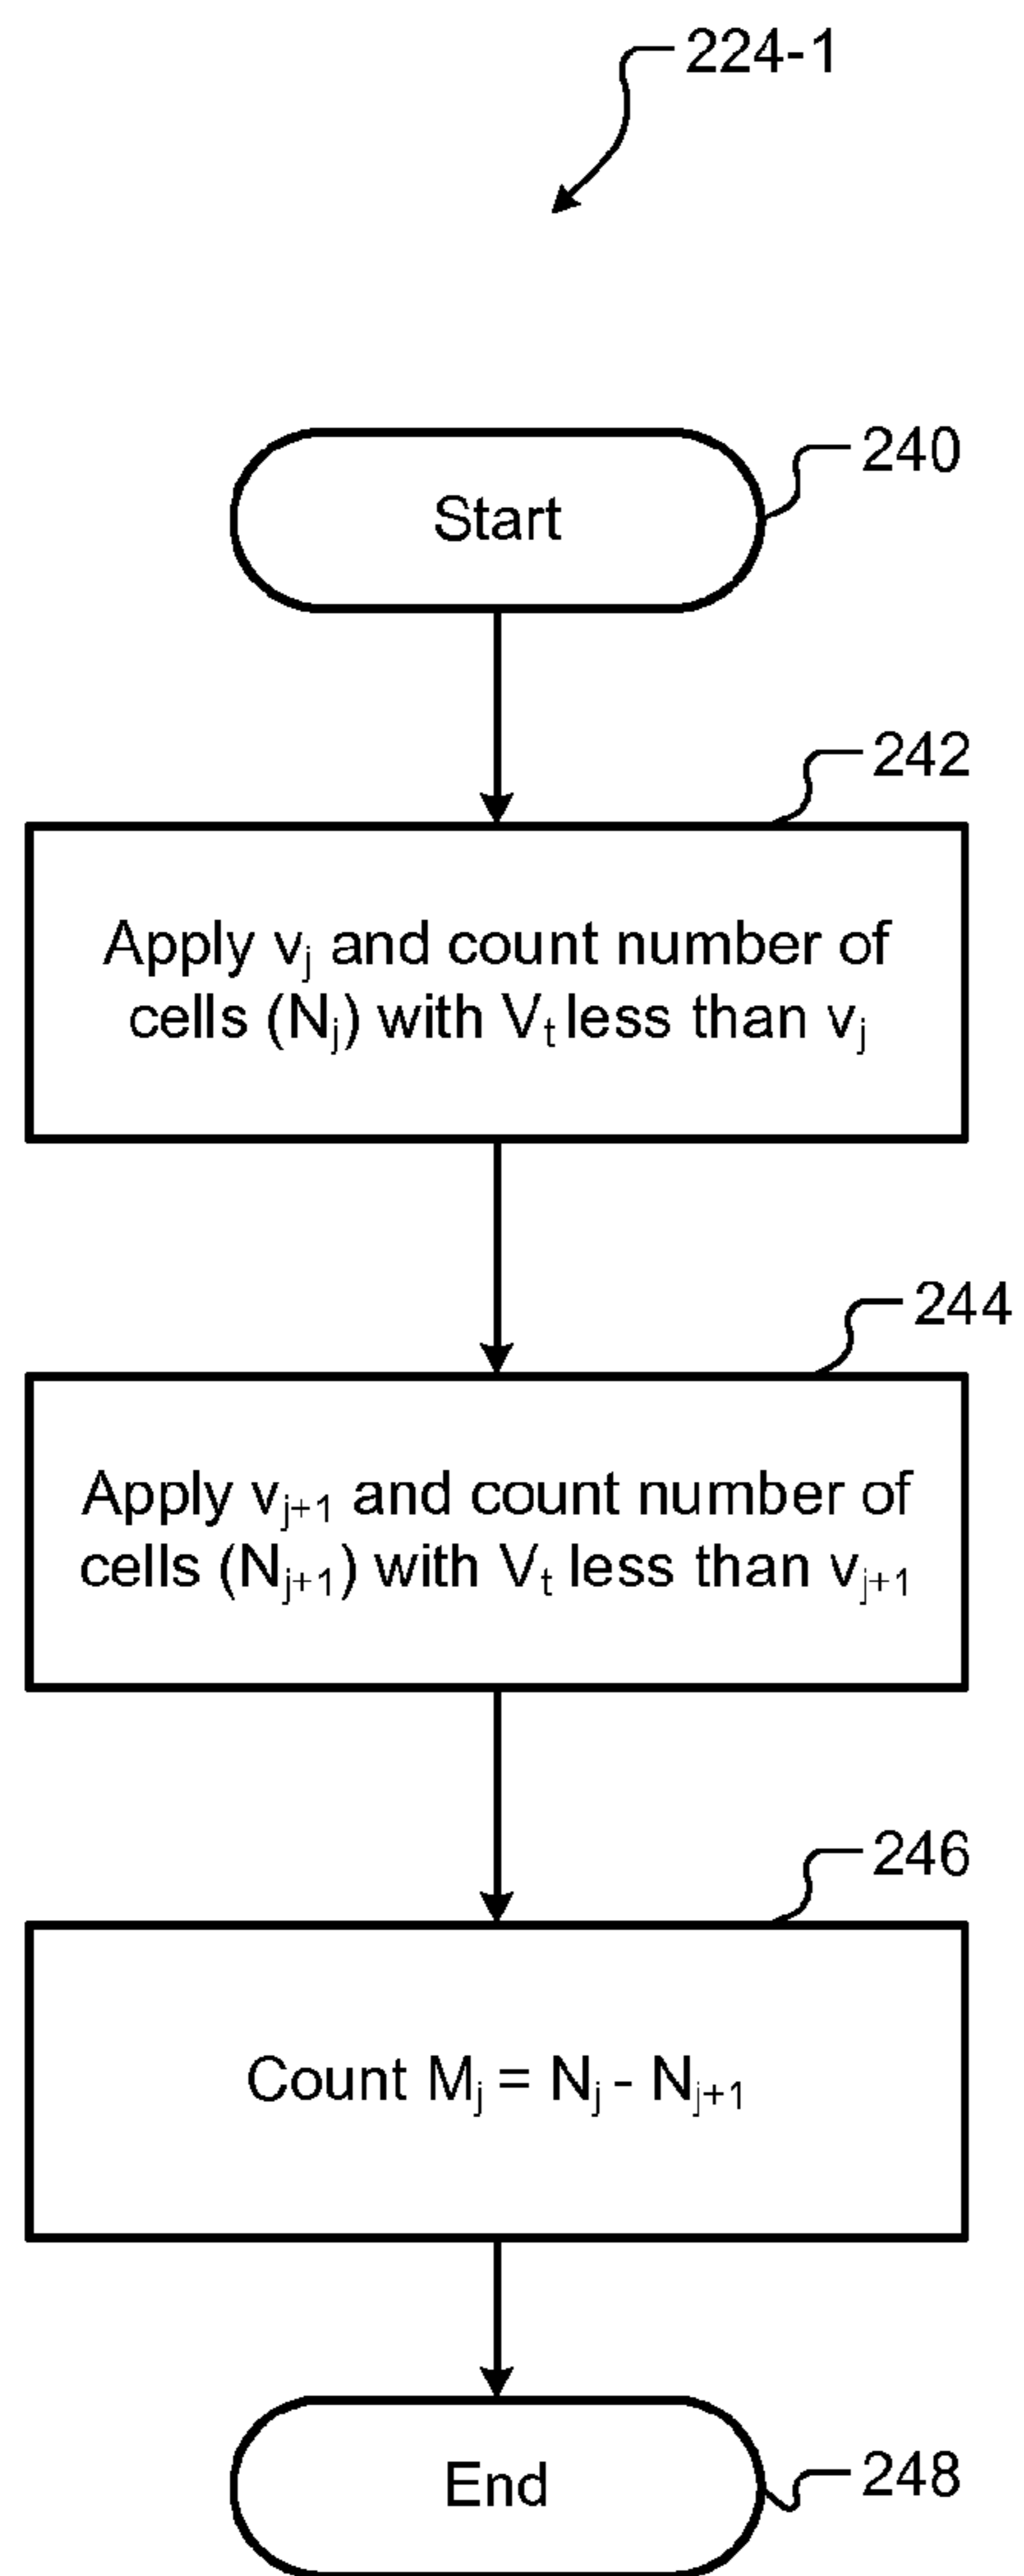 224-1
240
Start
242
Apply vj and count number of
cells (Nj) with Vt less than vj
244
Apply vj+1 and count number of
cells (Nj+1) with Vt less than vj+1
246
Count Mj = Nj - Nj+1
End
248